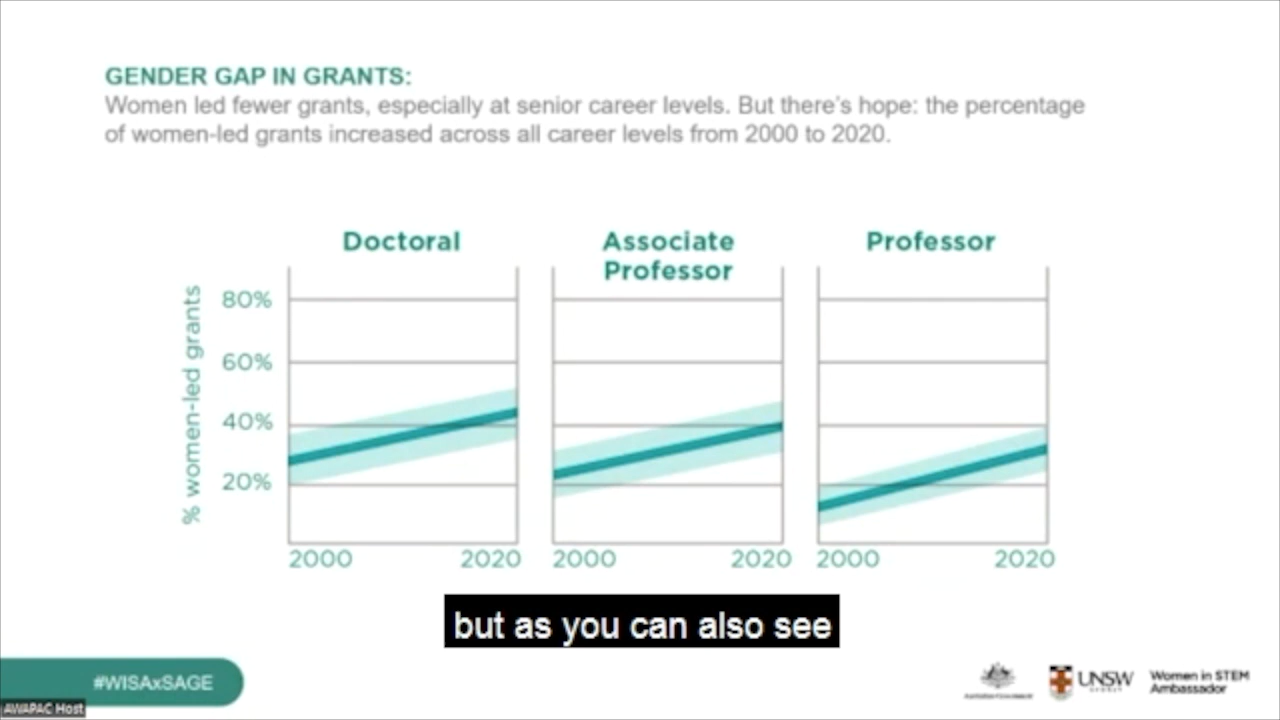 GENDER GAP IN GRANTS:
Women led fewer grants, especially at senior career levels. But there's hope: the percentage
of women-led grants increased across all career levels from 2000 to 2020.
Doctoral
Associate
Professor
Professor
% women-led grants
80%
60%
40%
20%
2000
2020
2000
2020
2000
2020
but as you can also see
#WISAxSAGE
AWAPAC Host
Australian Government
UNSW
SYDNEY
Women in STEM
Ambassador